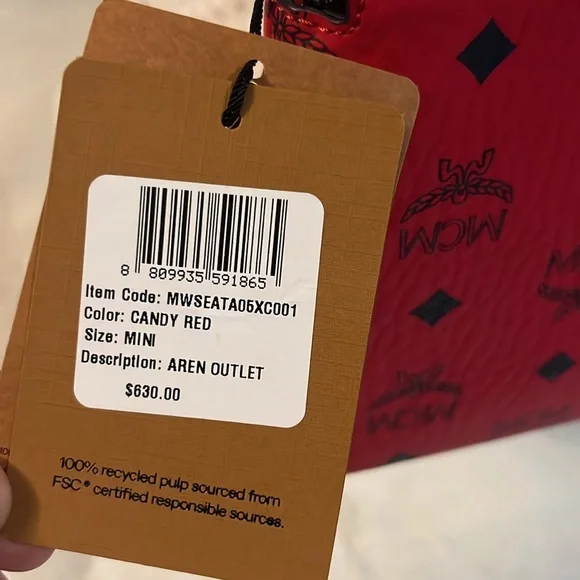 8 809935 591865
Item Code: MWSEATA05XC001
Color: CANDY RED
Size: MINI
Description: AREN OUTLET
$630.00
100% recycled pulp sourced from
FSC® certified responsible sources.
MCM
MCM
MCM